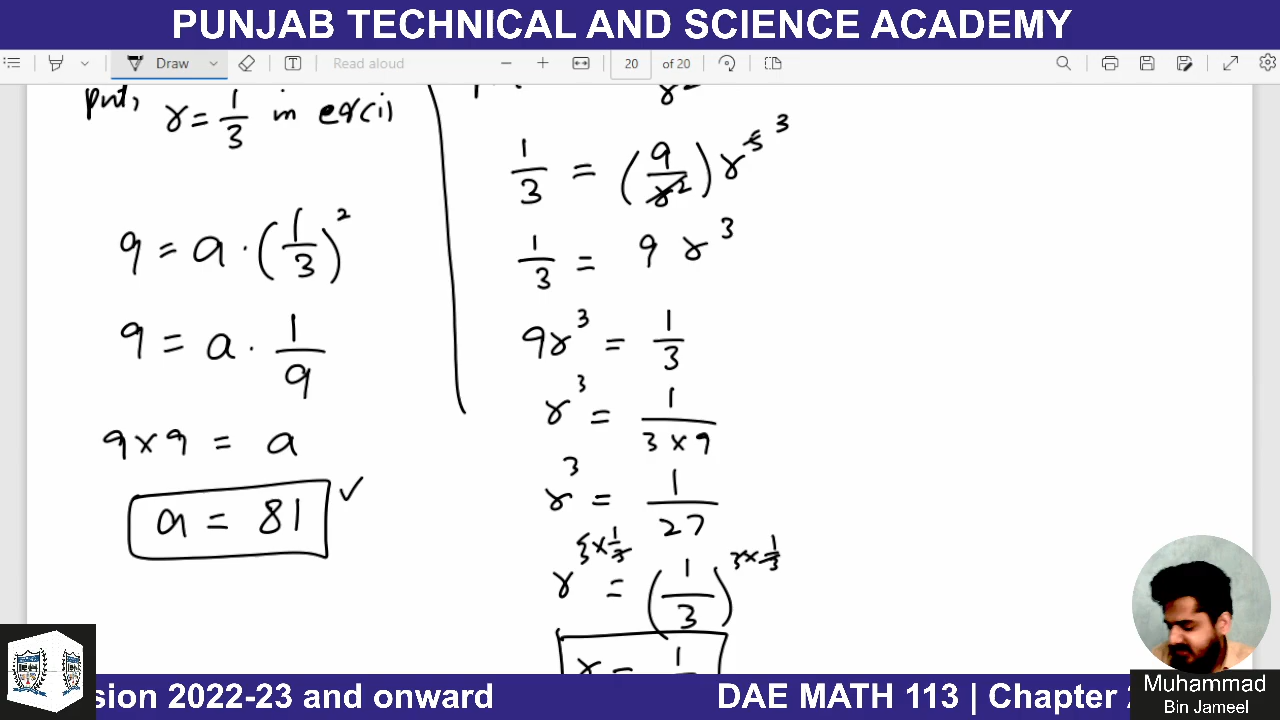 PUNJAB TECHNICAL AND SCIENCE ACADEMY
Draw
Read aloud
20 of 20
put, r = 1/3 in eq(i)
9 = a · (1/3)²
9 = a · 1/9
9 × 9 = a
a = 81 ✓
r²
1/3 = (9/r²) r⁵ ³
1/3 = 9 r³
9r³ = 1/3
r³ = 1/(3 × 9)
r³ = 1/27
r^(3 × 1/3) = (1/3)^(3 × 1/3)
r = 1
sion 2022-23 and onward
DAE MATH 113 | Chapter
Muhammad
Bin Jameel